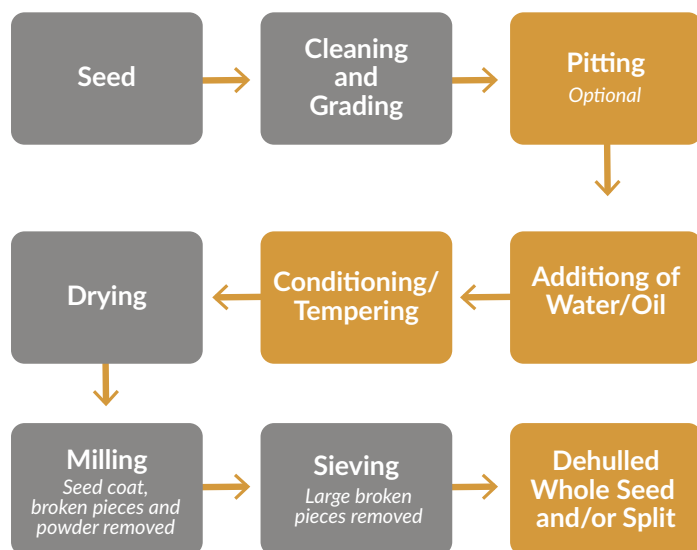 Seed
Cleaning
and
Grading
Pitting
Optional
Additiong of
Water/Oil
Conditioning/
Tempering
Drying
Milling
Seed coat,
broken pieces and
powder removed
Sieving
Large broken
pieces removed
Dehulled
Whole Seed
and/or Split